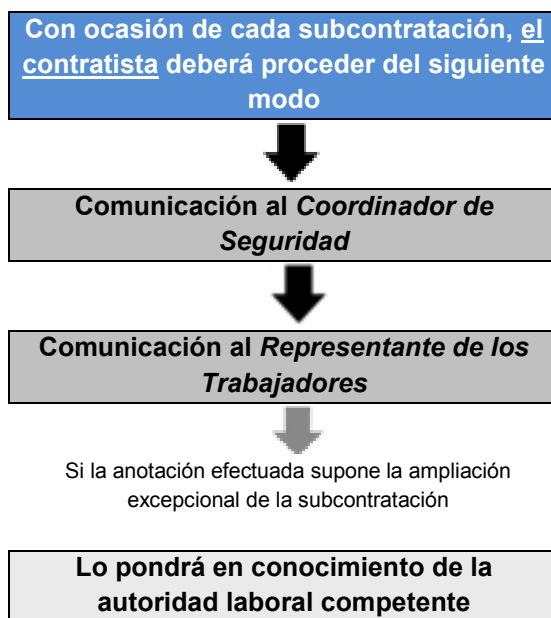 Con ocasión de cada subcontratación, el
contratista deberá proceder del siguiente
modo
Comunicación al Coordinador de
Seguridad
Comunicación al Representante de los
Trabajadores
Si la anotación efectuada supone la ampliación
excepcional de la subcontratación
Lo pondrá en conocimiento de la
autoridad laboral competente